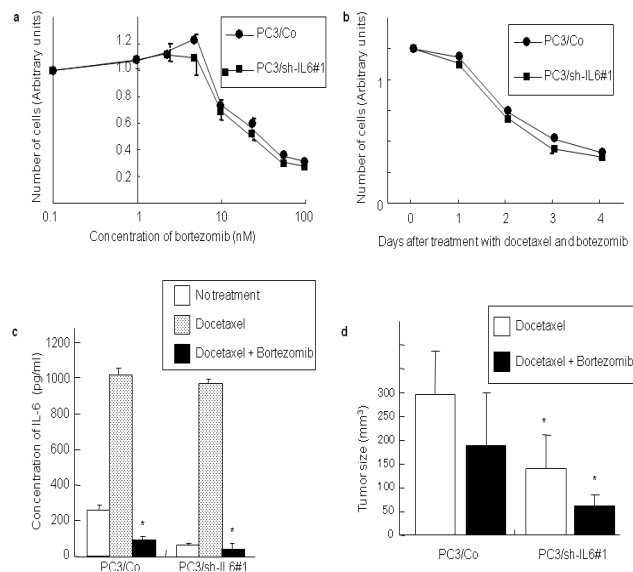 a
Number of cells (Arbitrary units)
1.2
1.0
0.8
0.6
0.4
0.2
0.1
1
10
100
Concentration of bortezomib (nM)
PC3/Co
PC3/sh-IL6#1
b
Number of cells (Arbitrary units)
1
0
0
1
2
3
4
Days after treatment with docetaxel and botezomib
PC3/Co
PC3/sh-IL6#1
c
No treatment
Docetaxel
Docetaxel + Bortezomib
Concentration of IL-6 (pg/ml)
1200
1000
800
600
400
200
0
*
*
PC3/Co
PC3/sh-IL6#1
d
Docetaxel
Docetaxel + Bortezomib
Tumor size (mm³)
300
250
200
150
100
50
0
*
*
PC3/Co
PC3/sh-IL6#1